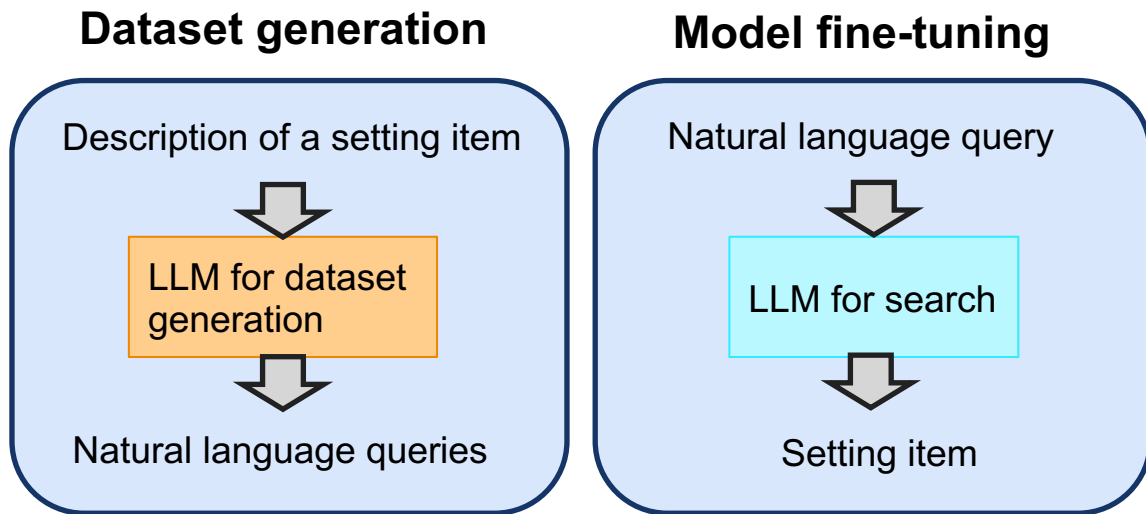 Dataset generation
Description of a setting item
LLM for dataset
generation
Natural language queries
Model fine-tuning
Natural language query
LLM for search
Setting item